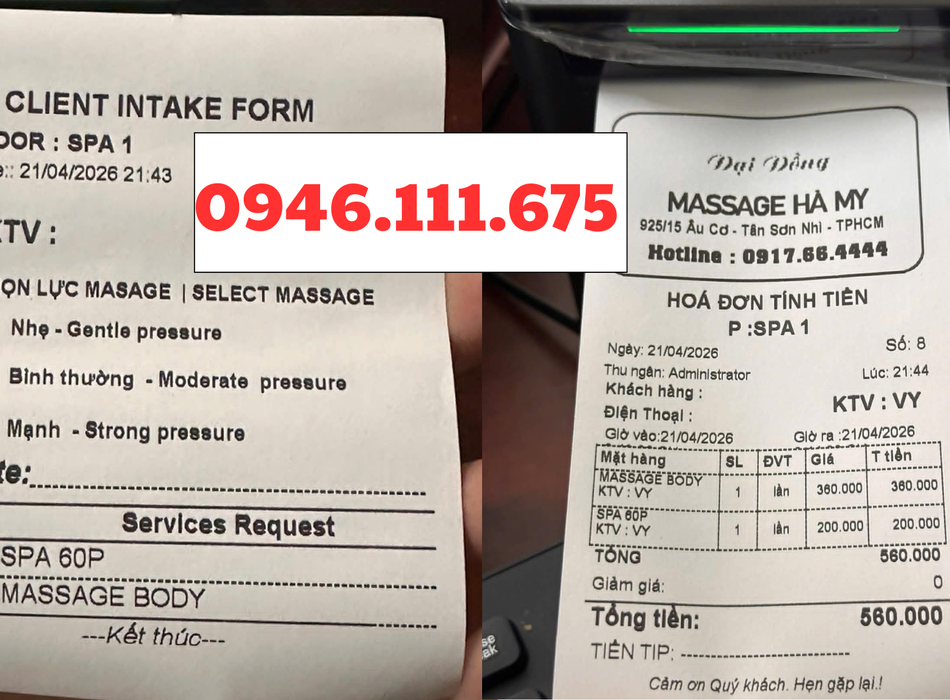 CLIENT INTAKE FORM
OOR : SPA 1
e:: 21/04/2026 21:43
KTV :
ỌN LỰC MASAGE | SELECT MASSAGE
Nhẹ - Gentle pressure
Bình thường - Moderate pressure
Mạnh - Strong pressure
te:
Services Request
SPA 60P
MASSAGE BODY
---Kết thúc---
0946.111.675
Đại Đồng
MASSAGE HÀ MY
925/15 Âu Cơ - Tân Sơn Nhì - TPHCM
Hotline : 0917.66.4444
HOÁ ĐƠN TÍNH TIỀN
P :SPA 1
Số: 8
Ngày: 21/04/2026
Thu ngân: Administrator Lúc: 21:44
Khách hàng :
KTV : VY
Điện Thoại :
Giờ vào:21/04/2026 Giờ ra :21/04/2026
Mặt hàng SL ĐVT Giá T tiền
MASSAGE BODY
KTV : VY 1 lần 360.000 360.000
SPA 60P
KTV : VY 1 lần 200.000 200.000
TỔNG 560.000
Giảm giá: 0
Tổng tiền: 560.000
TIỀN TIP: ------------------------------
Cảm ơn Quý khách. Hẹn gặp lại.!